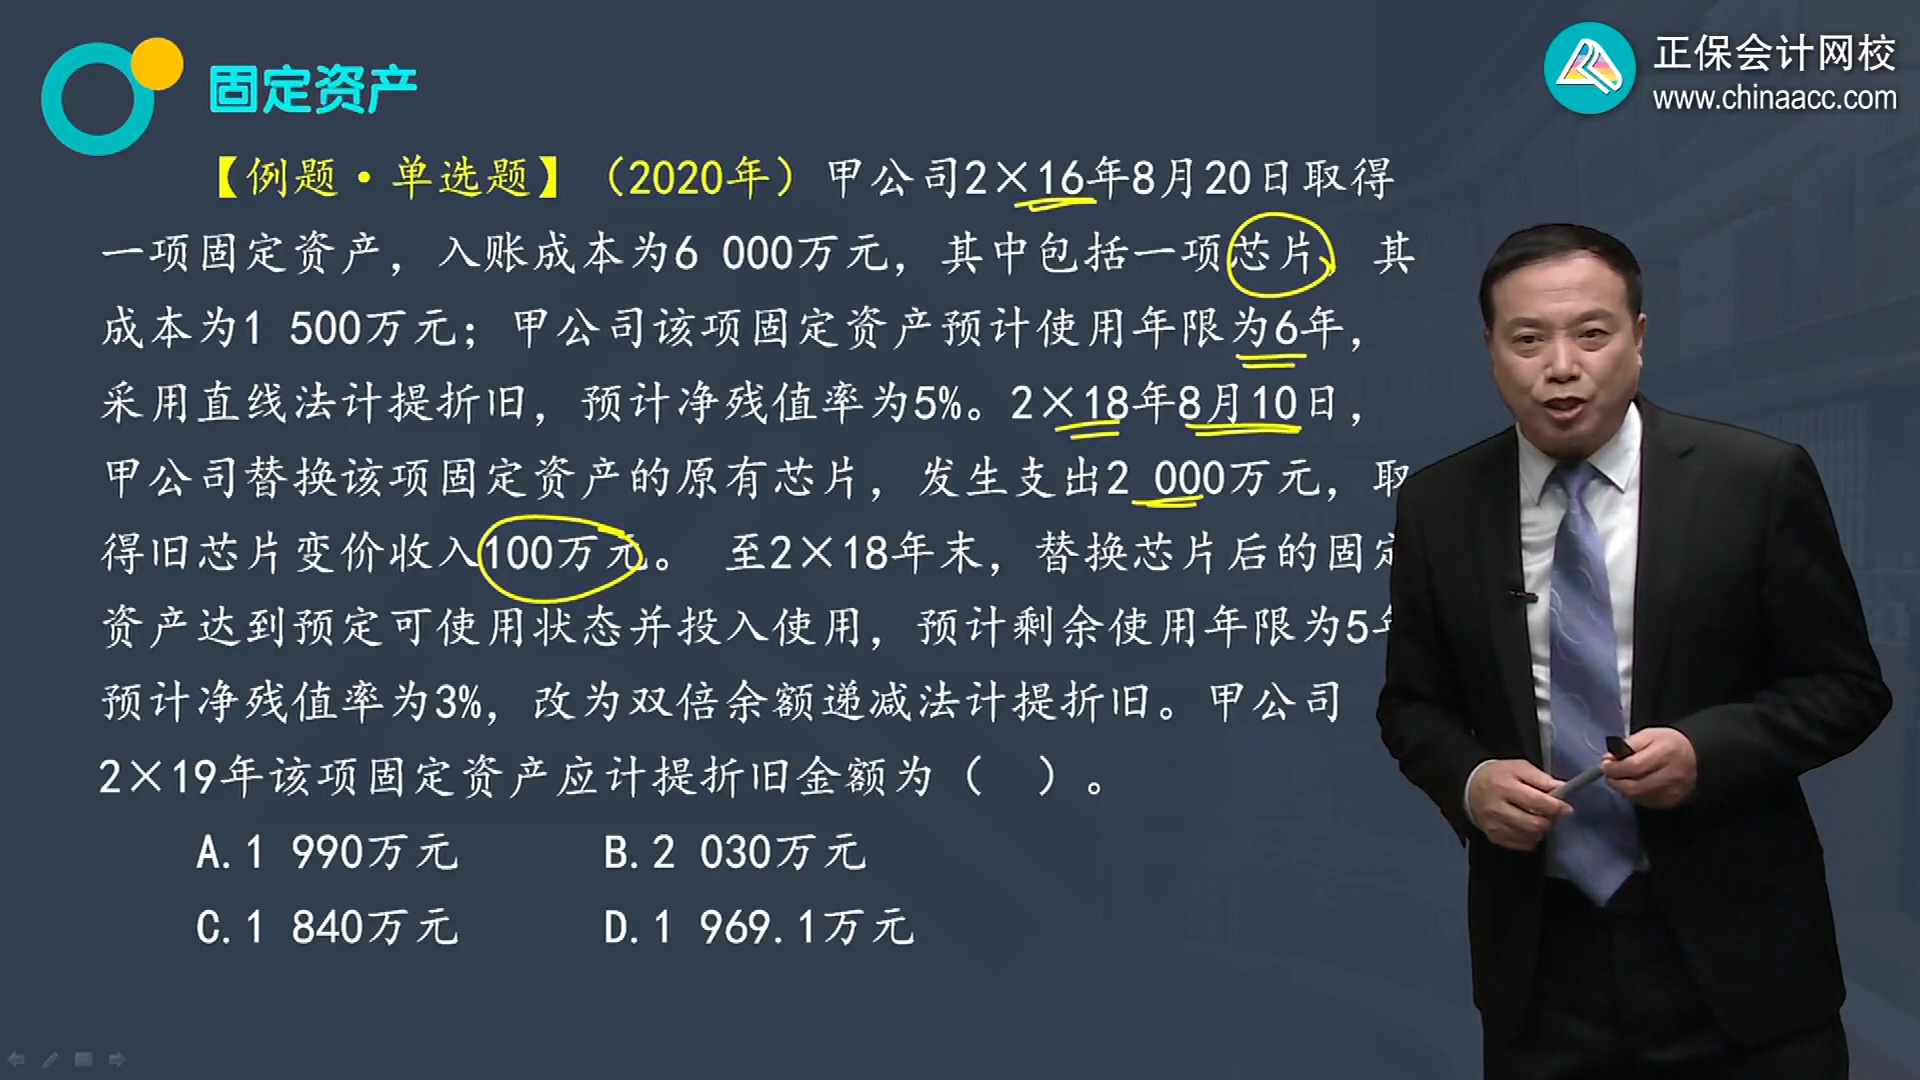 固定资产
正保会计网校
www.chinaacc.com
【例题·单选题】（2020年）甲公司2×16年8月20日取得
一项固定资产，入账成本为6 000万元，其中包括一项芯片，其
成本为1 500万元；甲公司该项固定资产预计使用年限为6年，
采用直线法计提折旧，预计净残值率为5%。2×18年8月10日，
甲公司替换该项固定资产的原有芯片，发生支出2 000万元，取
得旧芯片变价收入100万元。 至2×18年末，替换芯片后的固定
资产达到预定可使用状态并投入使用，预计剩余使用年限为5年
预计净残值率为3%，改为双倍余额递减法计提折旧。甲公司
2×19年该项固定资产应计提折旧金额为（ ）。
A.1 990万元 B.2 030万元
C.1 840万元 D.1 969.1万元